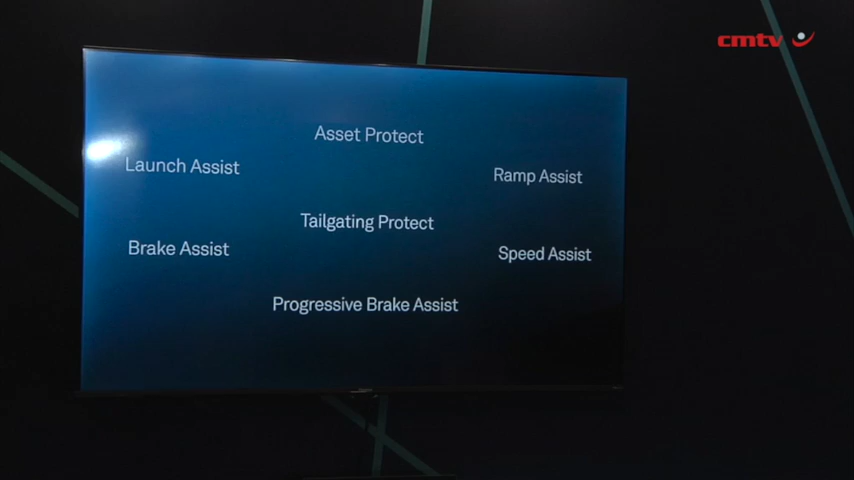 cmtv
Asset Protect
Launch Assist
Ramp Assist
Tailgating Protect
Brake Assist
Speed Assist
Progressive Brake Assist